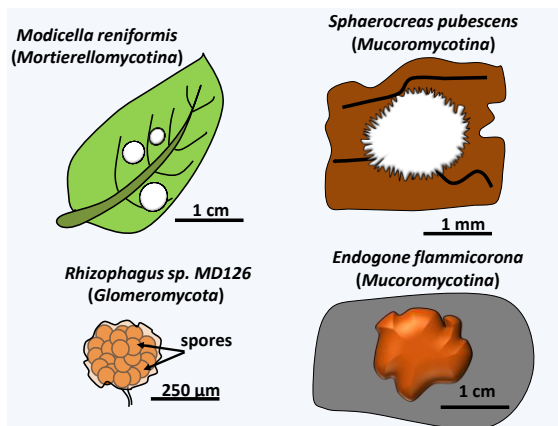 Modicella reniformis
(Mortierellomycotina)
1 cm
Sphaerocreas pubescens
(Mucoromycotina)
1 mm
Rhizophagus sp. MD126
(Glomeromycota)
spores
250 µm
Endogone flammicorona
(Mucoromycotina)
1 cm